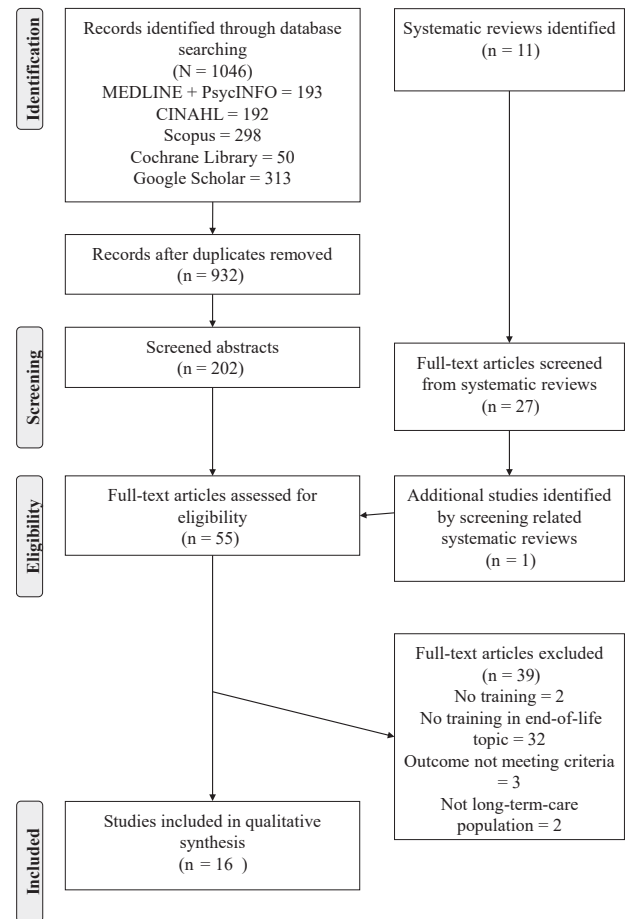 Identification
Records identified through database
searching
(N = 1046)
MEDLINE + PsycINFO = 193
CINAHL = 192
Scopus = 298
Cochrane Library = 50
Google Scholar = 313
Systematic reviews identified
(n = 11)
Records after duplicates removed
(n = 932)
Screening
Screened abstracts
(n = 202)
Full-text articles screened
from systematic reviews
(n = 27)
Eligibility
Full-text articles assessed for
eligibility
(n = 55)
Additional studies identified
by screening related
systematic reviews
(n = 1)
Full-text articles excluded
(n = 39)
No training = 2
No training in end-of-life
topic = 32
Outcome not meeting criteria
= 3
Not long-term-care
population = 2
Included
Studies included in qualitative
synthesis
(n = 16 )